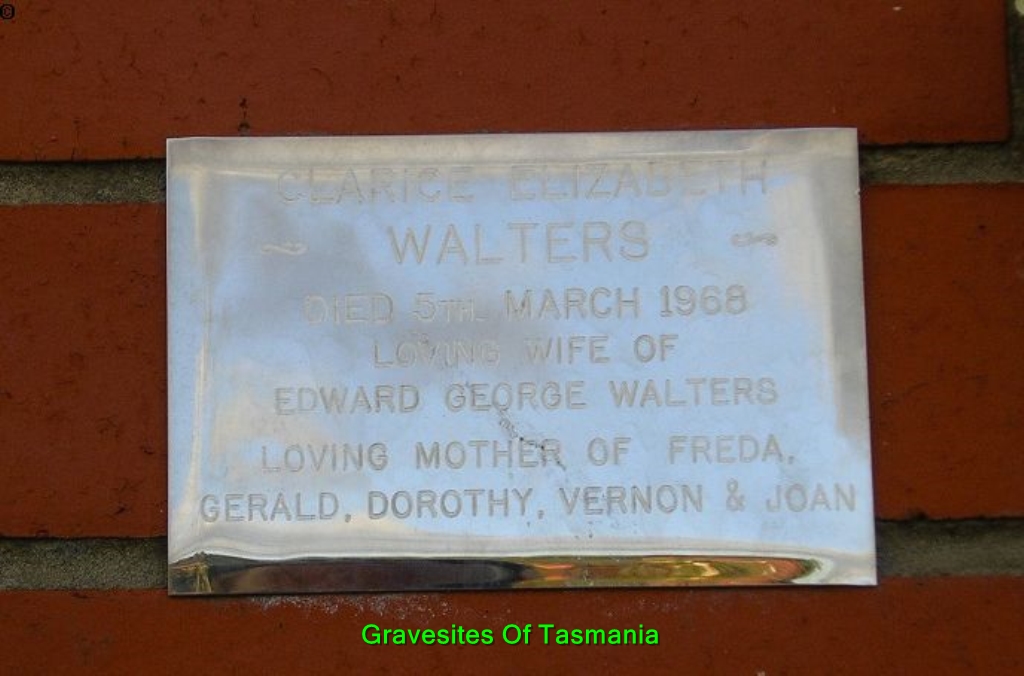 ©
CLARICE ELIZABETH
~ WALTERS ~
DIED 5TH. MARCH 1968
LOVING WIFE OF
EDWARD GEORGE WALTERS
LOVING MOTHER OF FREDA,
GERALD, DOROTHY, VERNON & JOAN
Gravesites Of Tasmania